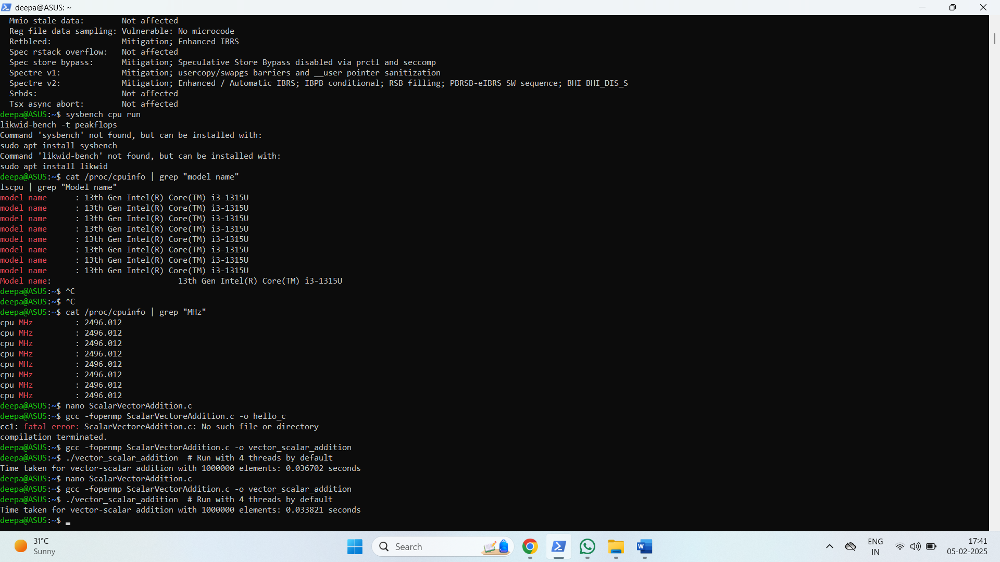 deepa@ASUS: ~
Mmio stale data: Not affected
Reg file data sampling: Vulnerable: No microcode
Retbleed: Mitigation; Enhanced IBRS
Spec rstack overflow: Not affected
Spec store bypass: Mitigation; Speculative Store Bypass disabled via prctl and seccomp
Spectre v1: Mitigation; usercopy/swapgs barriers and __user pointer sanitization
Spectre v2: Mitigation; Enhanced / Automatic IBRS; IBPB conditional; RSB filling; PBRSB-eIBRS SW sequence; BHI BHI_DIS_S
Srbds: Not affected
Tsx async abort: Not affected
deepa@ASUS:~$ sysbench cpu run
likwid-bench -t peakflops
Command 'sysbench' not found, but can be installed with:
sudo apt install sysbench
Command 'likwid-bench' not found, but can be installed with:
sudo apt install likwid
deepa@ASUS:~$ cat /proc/cpuinfo | grep "model name"
lscpu | grep "Model name"
model name : 13th Gen Intel(R) Core(TM) i3-1315U
model name : 13th Gen Intel(R) Core(TM) i3-1315U
model name : 13th Gen Intel(R) Core(TM) i3-1315U
model name : 13th Gen Intel(R) Core(TM) i3-1315U
model name : 13th Gen Intel(R) Core(TM) i3-1315U
model name : 13th Gen Intel(R) Core(TM) i3-1315U
model name : 13th Gen Intel(R) Core(TM) i3-1315U
model name : 13th Gen Intel(R) Core(TM) i3-1315U
Model name: 13th Gen Intel(R) Core(TM) i3-1315U
deepa@ASUS:~$ ^C
deepa@ASUS:~$ ^C
deepa@ASUS:~$ cat /proc/cpuinfo | grep "MHz"
cpu MHz : 2496.012
cpu MHz : 2496.012
cpu MHz : 2496.012
cpu MHz : 2496.012
cpu MHz : 2496.012
cpu MHz : 2496.012
cpu MHz : 2496.012
cpu MHz : 2496.012
deepa@ASUS:~$ nano ScalarVectorAddition.c
deepa@ASUS:~$ gcc -fopenmp ScalarVectoreAddition.c -o hello_c
cc1: fatal error: ScalarVectoreAddition.c: No such file or directory
compilation terminated.
deepa@ASUS:~$ gcc -fopenmp ScalarVectorAddition.c -o vector_scalar_addition
deepa@ASUS:~$ ./vector_scalar_addition # Run with 4 threads by default
Time taken for vector-scalar addition with 1000000 elements: 0.036702 seconds
deepa@ASUS:~$ nano ScalarVectorAddition.c
deepa@ASUS:~$ gcc -fopenmp ScalarVectorAddition.c -o vector_scalar_addition
deepa@ASUS:~$ ./vector_scalar_addition # Run with 4 threads by default
Time taken for vector-scalar addition with 1000000 elements: 0.033821 seconds
deepa@ASUS:~$
31°C
Sunny
Search
W
ENG
IN
17:41
05-02-2025